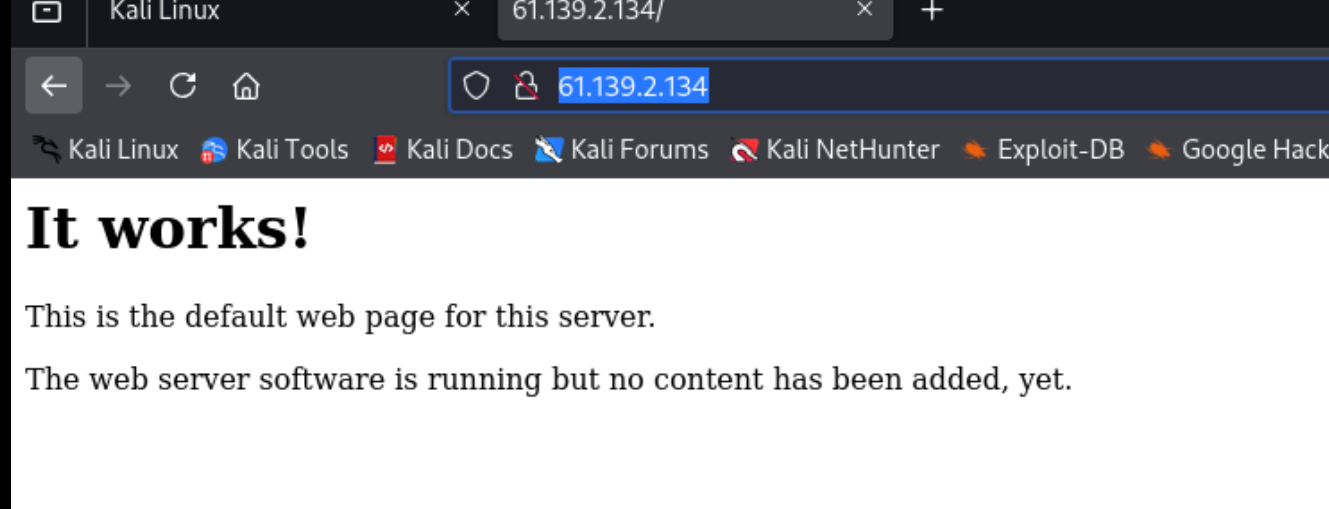 Kali Linux
61.139.2.134/
61.139.2.134
Kali Linux Kali Tools Kali Docs Kali Forums Kali NetHunter Exploit-DB Google Hack
It works!
This is the default web page for this server.
The web server software is running but no content has been added, yet.